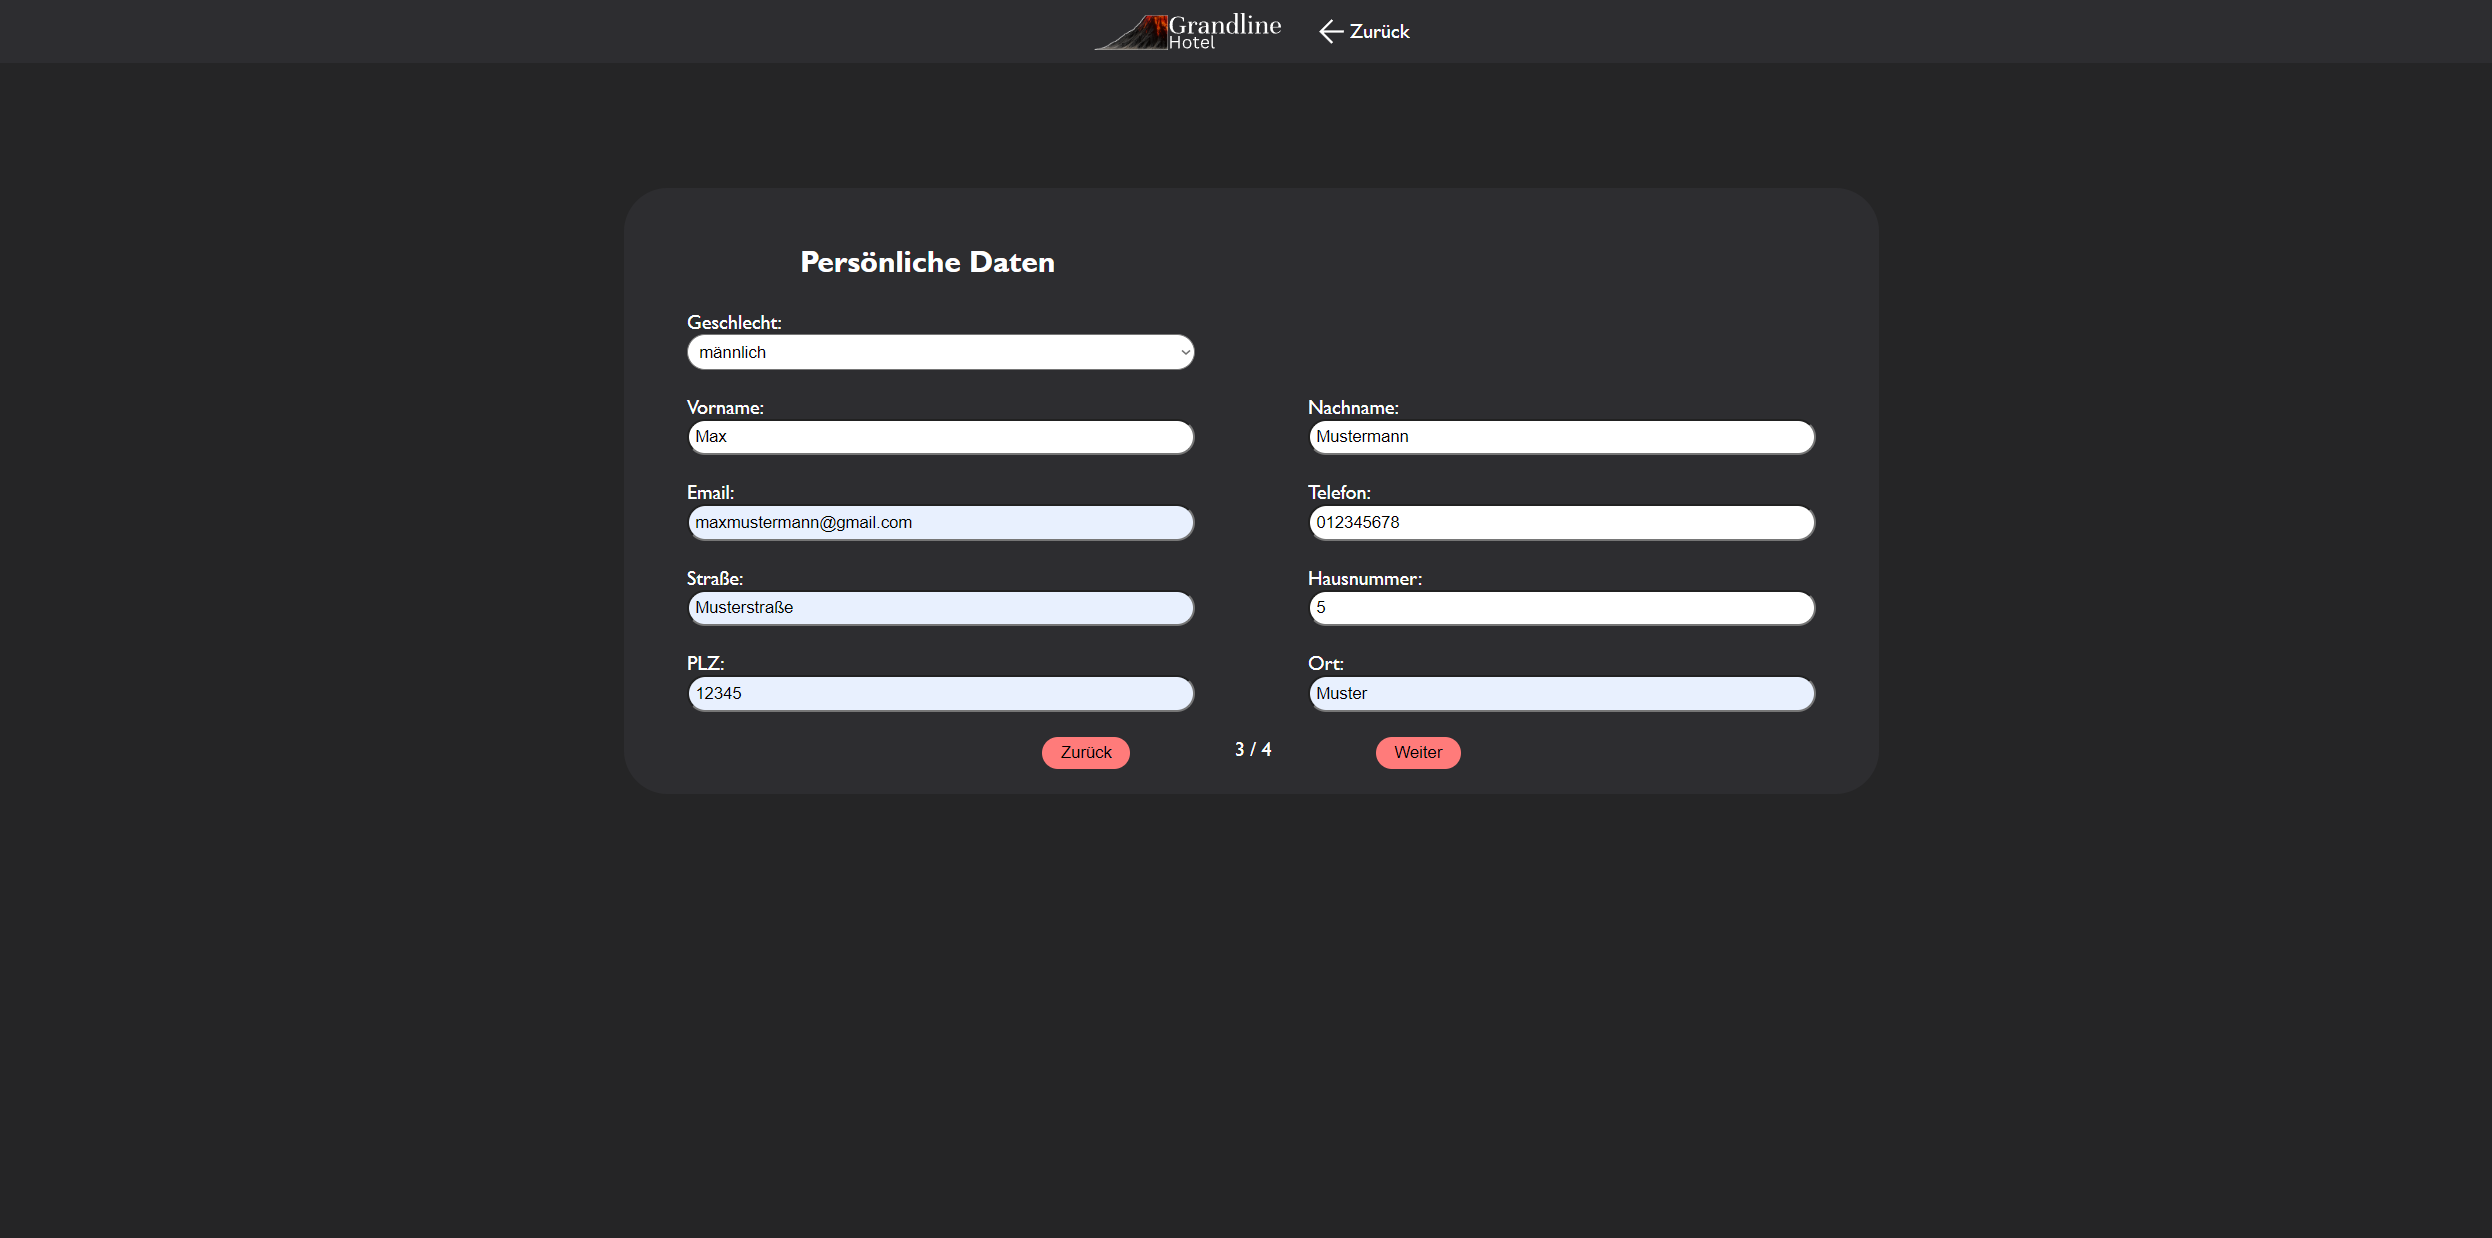 Grandline
Hotel
Zurück
Persönliche Daten
Geschlecht:
männlich
Vorname:
Nachname:
Max
Mustermann
Email:
Telefon:
maxmustermann@gmail.com
012345678
Straße:
Hausnummer:
Musterstraße
5
PLZ:
Ort:
12345
Muster
Zurück
3 / 4
Weiter